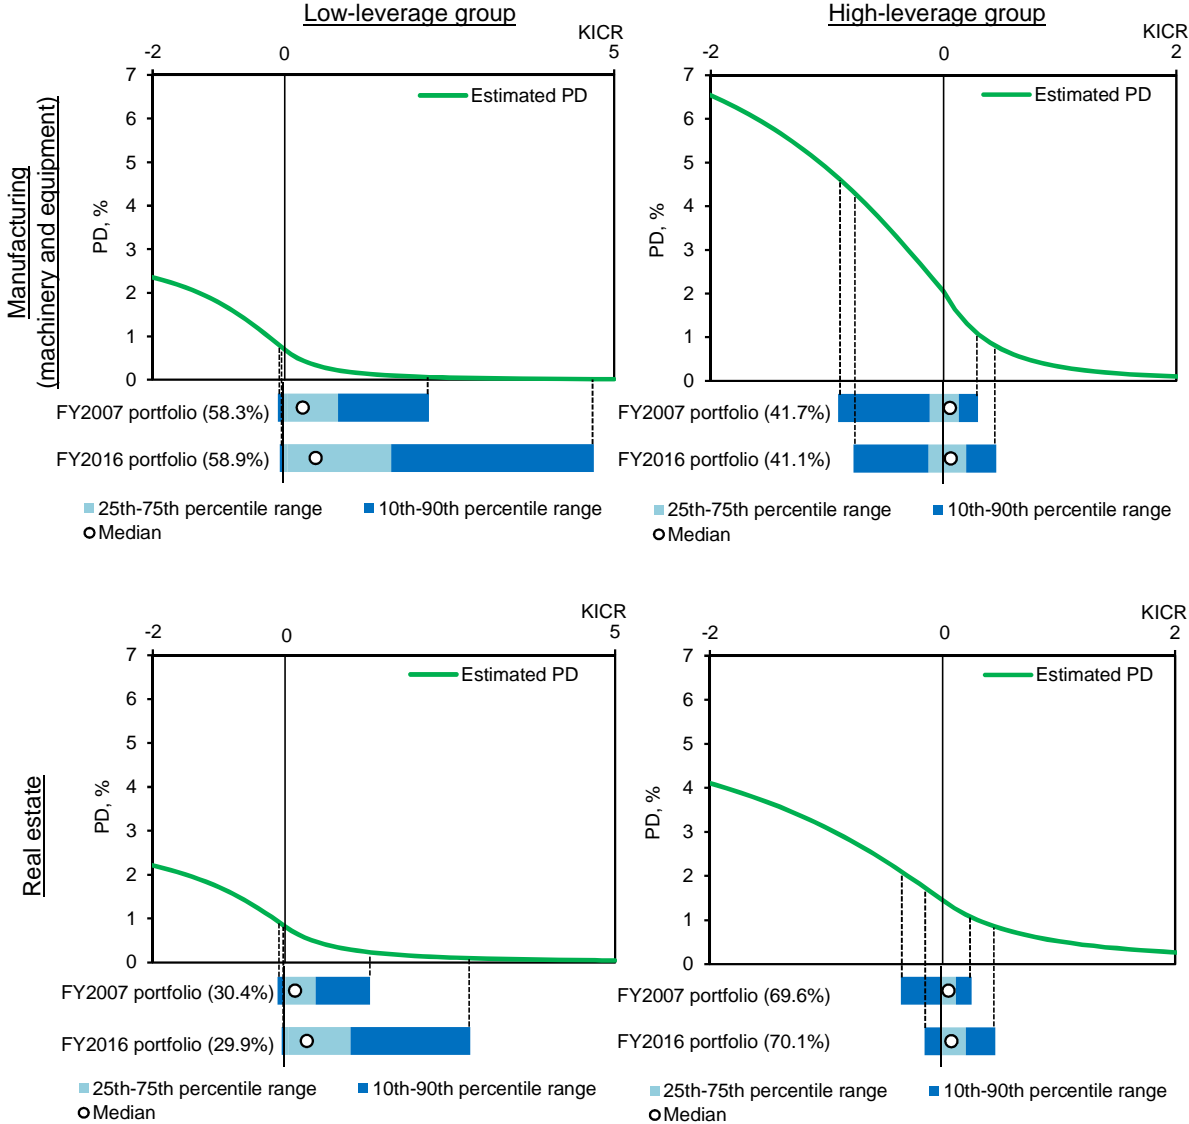 Low-leverage group
High-leverage group
Manufacturing
(machinery and equipment)
KICR
-2 0 5
7
6
5
4
3
2
1
0
PD, %
Estimated PD
FY2007 portfolio (58.3%)
FY2016 portfolio (58.9%)
25th-75th percentile range 10th-90th percentile range
Median
KICR
-2 0 2
7
6
5
4
3
2
1
0
PD, %
Estimated PD
FY2007 portfolio (41.7%)
FY2016 portfolio (41.1%)
25th-75th percentile range 10th-90th percentile range
Median
Real estate
KICR
-2 0 5
7
6
5
4
3
2
1
0
PD, %
Estimated PD
FY2007 portfolio (30.4%)
FY2016 portfolio (29.9%)
25th-75th percentile range 10th-90th percentile range
Median
KICR
-2 0 2
7
6
5
4
3
2
1
0
PD, %
Estimated PD
FY2007 portfolio (69.6%)
FY2016 portfolio (70.1%)
25th-75th percentile range 10th-90th percentile range
Median